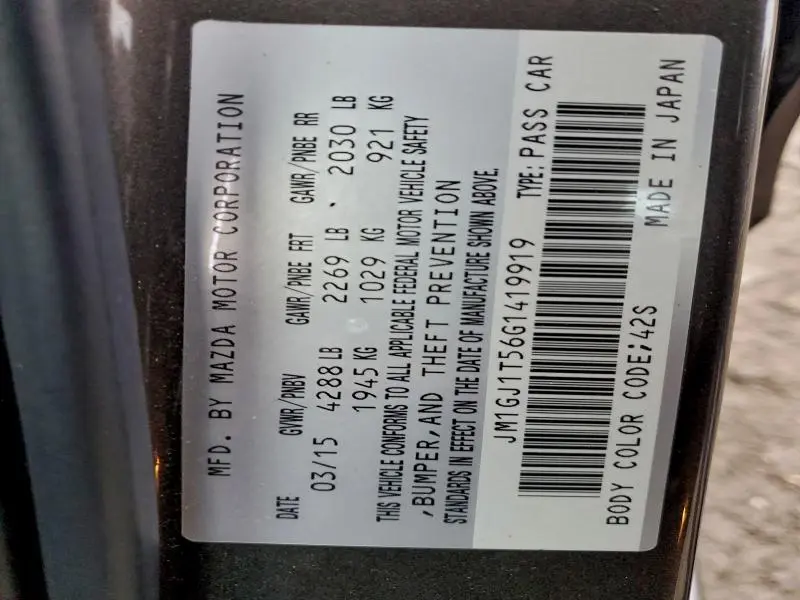 MFD. BY MAZDA MOTOR CORPORATION
DATE GVWR/PNBV GAWR/PNBE FRT GAWR/PNBE RR
03/15 4288 LB 2269 LB 2030 LB
1945 KG 1029 KG 921 KG
THIS VEHICLE CONFORMS TO ALL APPLICABLE FEDERAL MOTOR VEHICLE SAFETY
, BUMPER, AND THEFT PREVENTION
STANDARDS IN EFFECT ON THE DATE OF MANUFACTURE SHOWN ABOVE.
JM1GJ1T56G1419919 TYPE: PASS CAR
BODY COLOR CODE; 42S MADE IN JAPAN